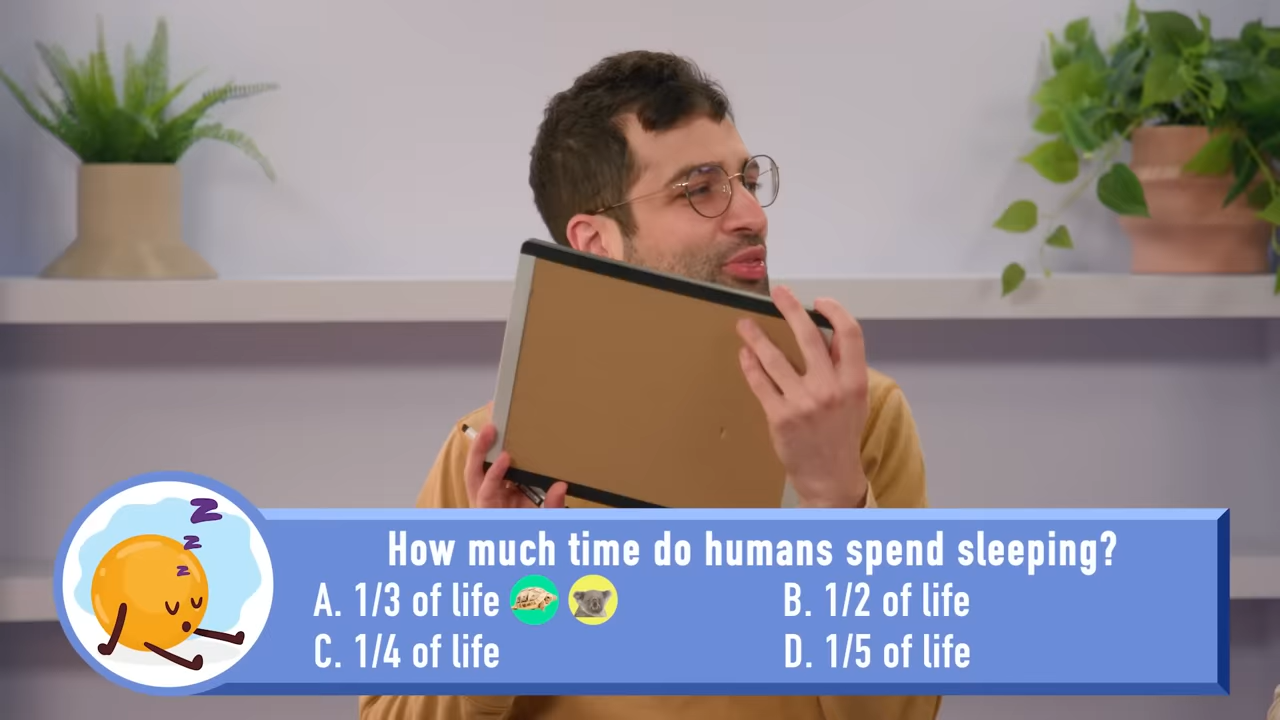 Z
Z
Z
How much time do humans spend sleeping?
A. 1/3 of life
B. 1/2 of life
C. 1/4 of life
D. 1/5 of life